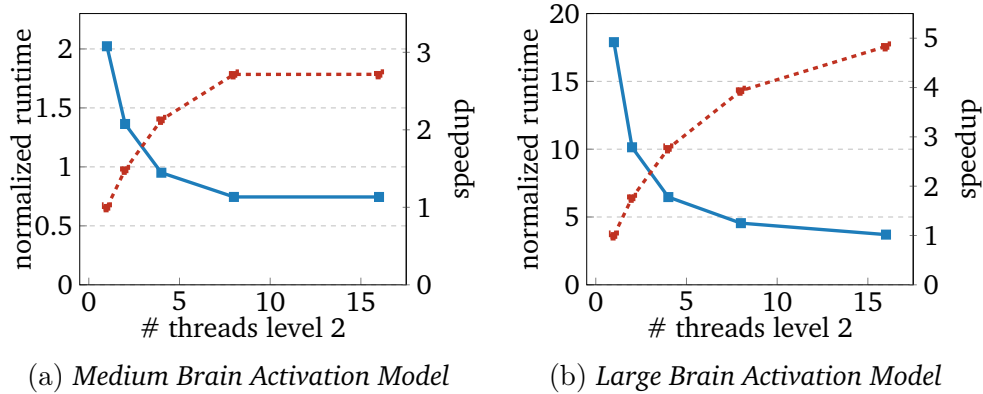 2
1.5
1
0.5
0
normalized runtime
3
2
1
0
speedup
0 5 10 15
# threads level 2
(a) Medium Brain Activation Model
20
15
10
5
0
normalized runtime
5
4
3
2
1
0
speedup
0 5 10 15
# threads level 2
(b) Large Brain Activation Model